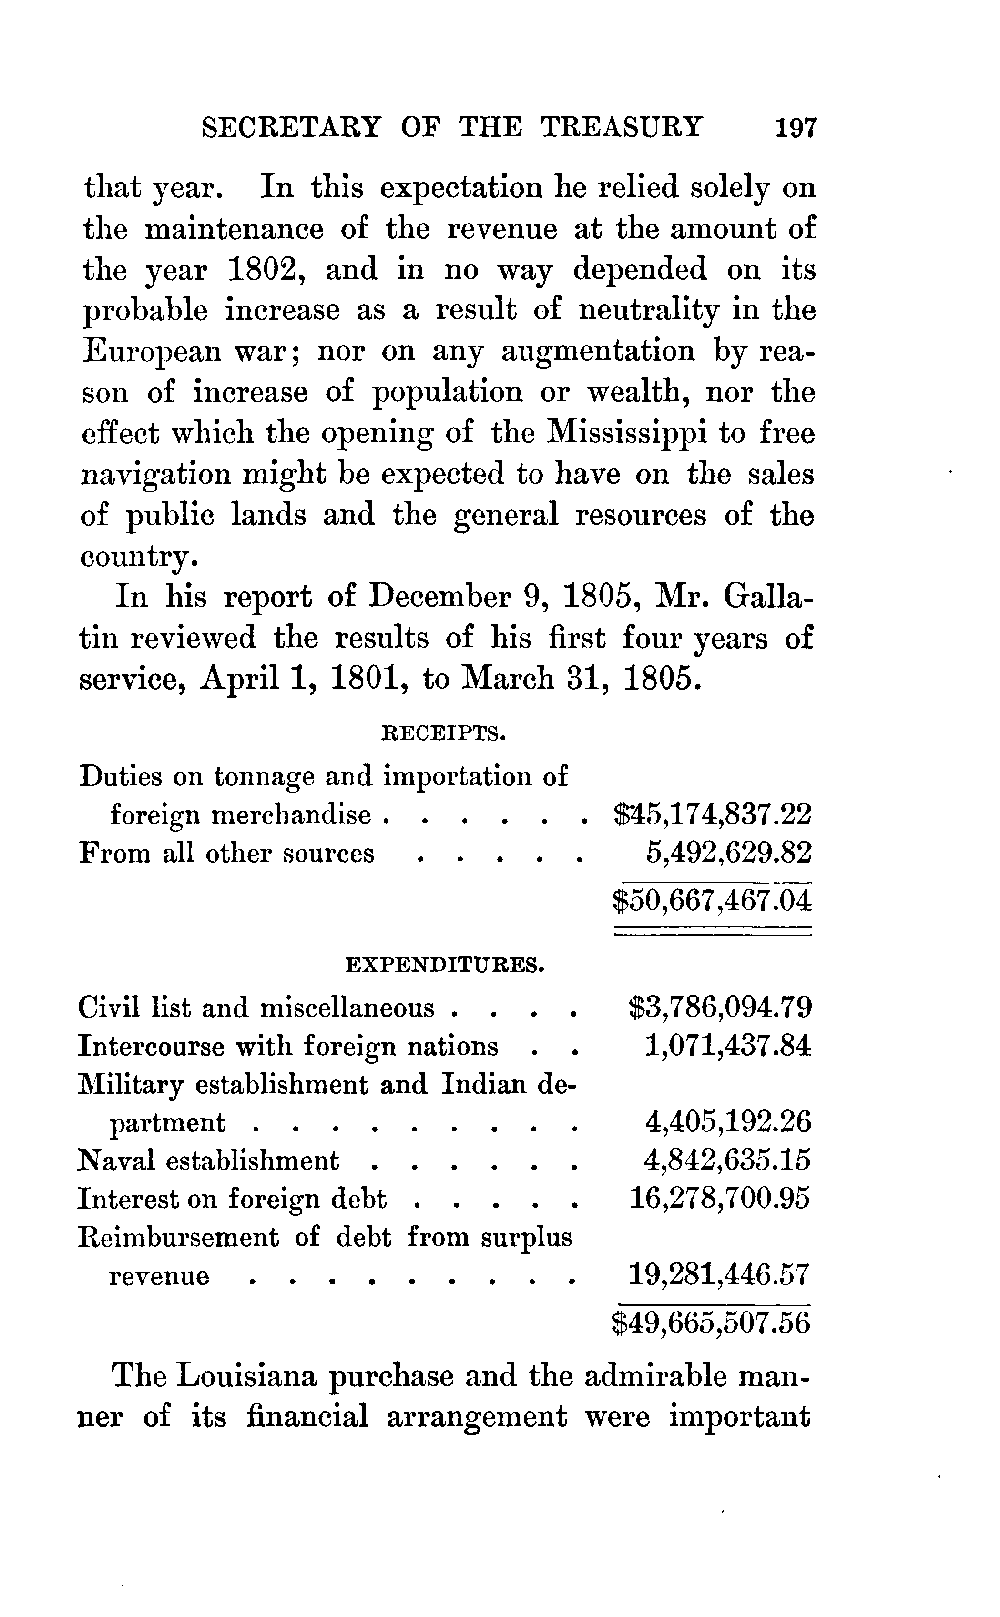 SECRETARY OF THE TREASURY 197
that year. In this expectation he relied solely on
the maintenance of the revenue at the amount of
the year 1802, and in no way depended on its
probable increase as a result of neutrality in the
European war; nor on any augmentation by rea-
son of increase of population or wealth, nor the
effect which the opening of the Mississippi to free
navigation might be expected to have on the sales
of public lands and the general resources of the
country.
In his report of December 9, 1805, Mr. Galla-
tin reviewed the results of his first four years of
service, April 1, 1801, to March 31, 1805.
RECEIPTS.
Duties on tonnage and importation of
foreign merchandise . . . . . . $45,174,837.22
From all other sources . . . . . 5,492,629.82
$50,667,467.04
EXPENDITURES.
Civil list and miscellaneous . . . . $3,786,094.79
Intercourse with foreign nations . . 1,071,437.84
Military establishment and Indian de-
partment . . . . . . . . . 4,405,192.26
Naval establishment . . . . . . 4,842,635.15
Interest on foreign debt . . . . . 16,278,700.95
Reimbursement of debt from surplus
revenue . . . . . . . . . 19,281,446.57
$49,665,507.56
The Louisiana purchase and the admirable man-
ner of its financial arrangement were important